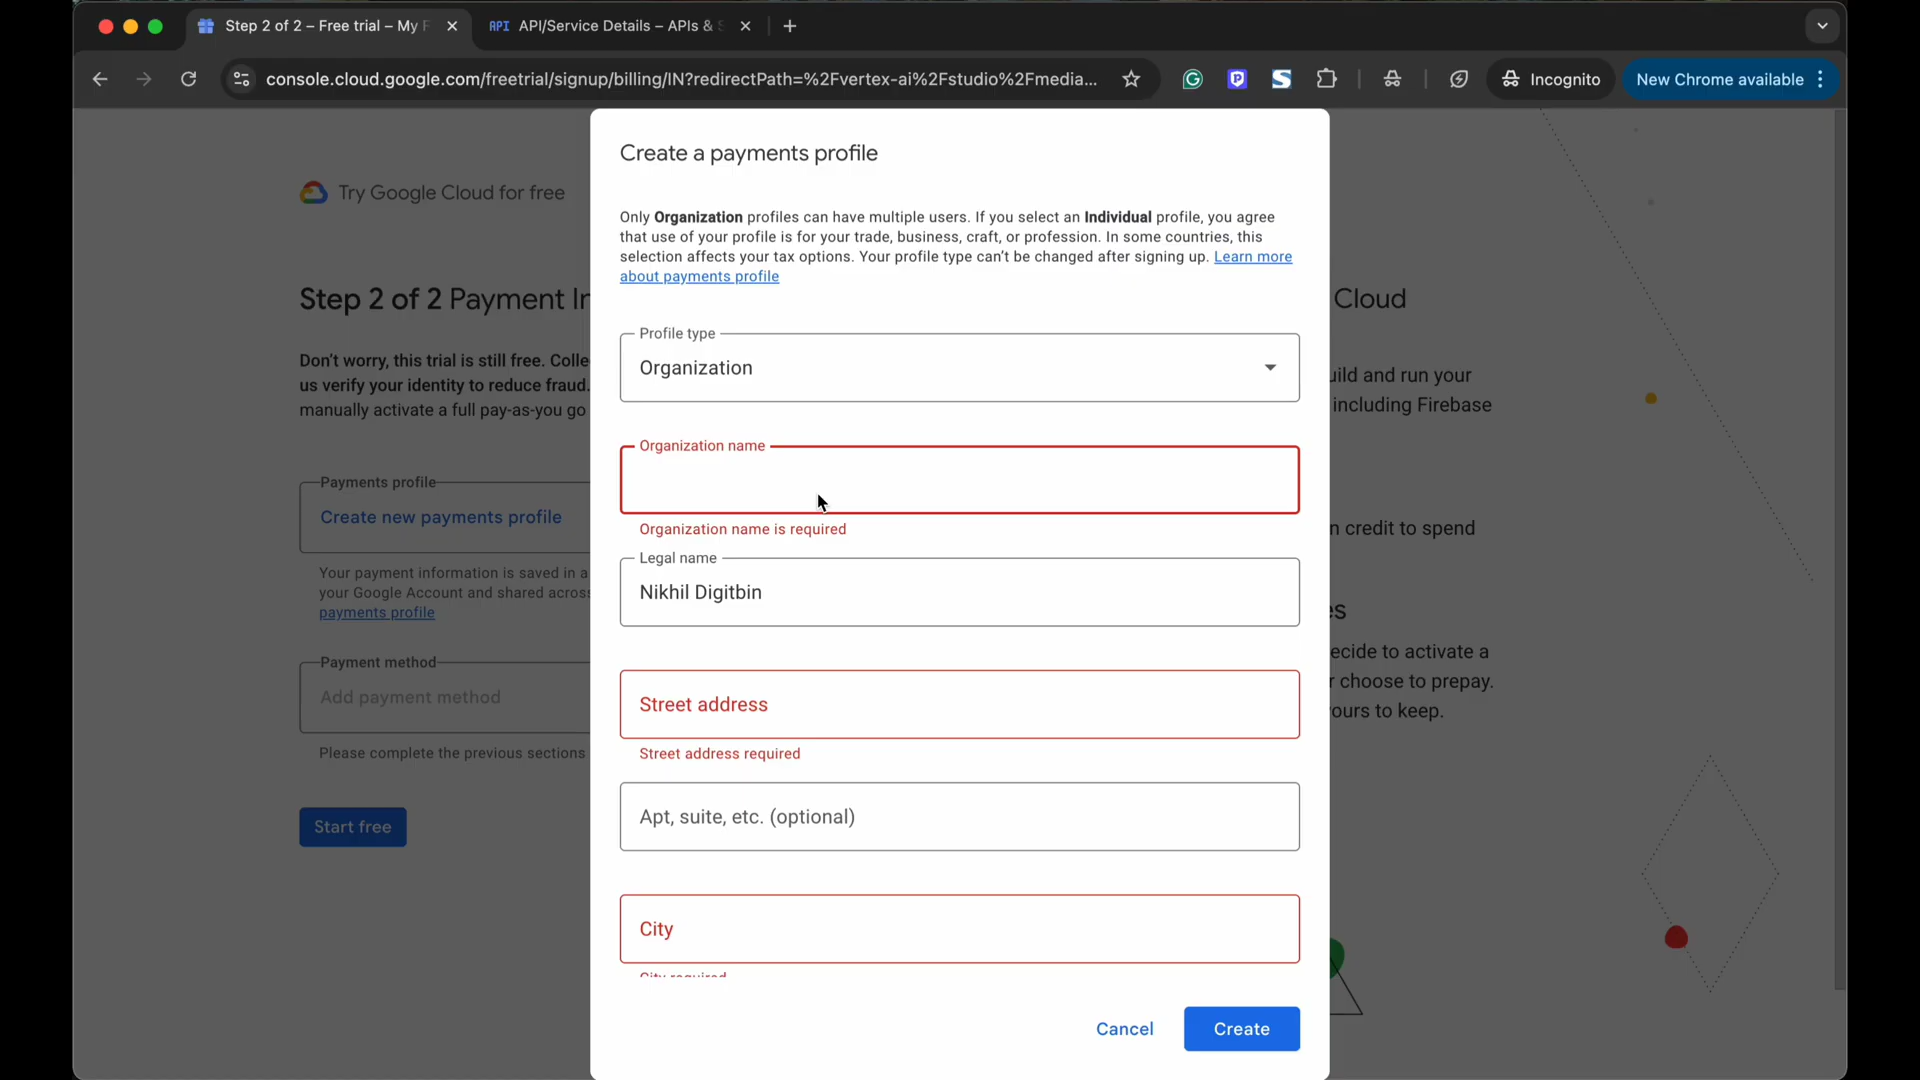 Step 2 of 2 – Free trial – My F
API API/Service Details – APIs & S
console.cloud.google.com/freetrial/signup/billing/IN?redirectPath=%2Fvertex-ai%2Fstudio%2Fmedia...
Incognito
New Chrome available
Try Google Cloud for free
Step 2 of 2 Payment In
Don’t worry, this trial is still free. Colle
us verify your identity to reduce fraud.
manually activate a full pay-as-you go
Payments profile
Create new payments profile
Your payment information is saved in a
your Google Account and shared across
payments profile
Payment method
Add payment method
Please complete the previous sections
Start free
Create a payments profile
Only Organization profiles can have multiple users. If you select an Individual profile, you agree
that use of your profile is for your trade, business, craft, or profession. In some countries, this
selection affects your tax options. Your profile type can’t be changed after signing up. Learn more
about payments profile
Profile type
Organization
Organization name
Organization name is required
Legal name
Nikhil Digitbin
Street address
Street address required
Apt, suite, etc. (optional)
City
City required
Cancel
Create
Cloud
uild and run your
including Firebase
n credit to spend
es
ecide to activate a
r choose to prepay.
ours to keep.